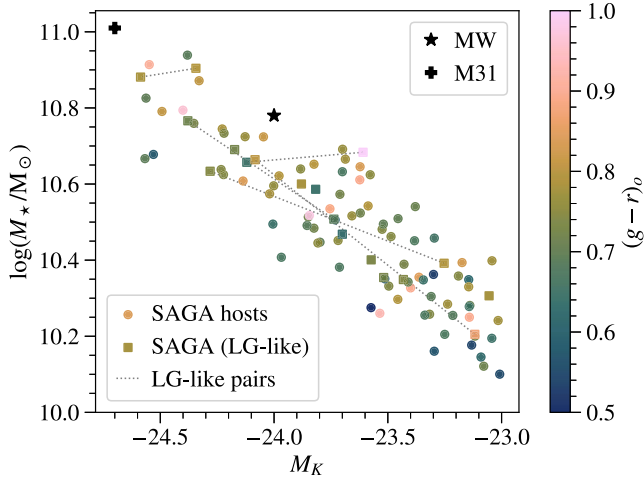 11.0
10.8
10.6
10.4
10.2
10.0
log(M⋆/M⊙)
MW
M31
SAGA hosts
SAGA (LG-like)
LG-like pairs
−24.5
−24.0
−23.5
−23.0
M_K
1.0
0.9
0.8
0.7
0.6
0.5
(g−r)ₒ